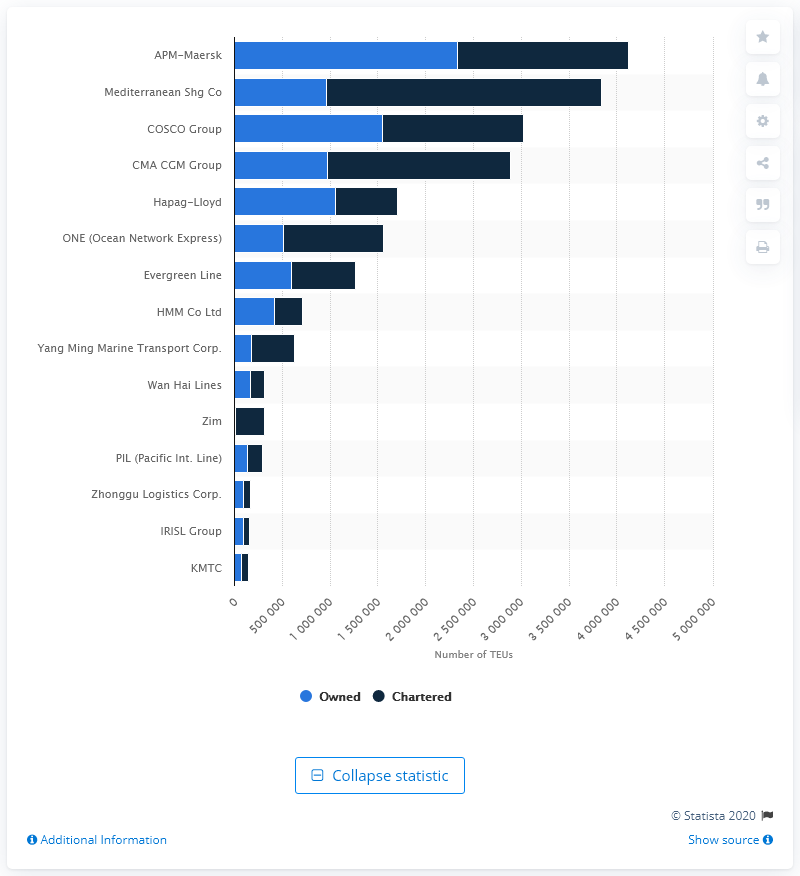 APM-Maersk
Mediterranean Shg Co
COSCO Group
CMA CGM Group
Hapag-Lloyd
ONE (Ocean Network Express)
Evergreen Line
HMM Co Ltd
Yang Ming Marine Transport Corp.
Wan Hai Lines
Zim
PIL (Pacific Int. Line)
Zhonggu Logistics Corp.
IRISL Group
KMTC
0 500 000 1 000 000 1 500 000 2 000 000 2 500 000 3 000 000 3 500 000 4 000 000 4 500 000 5 000 000
Number of TEUs
Owned Chartered
Collapse statistic
© Statista 2020
Additional Information Show source